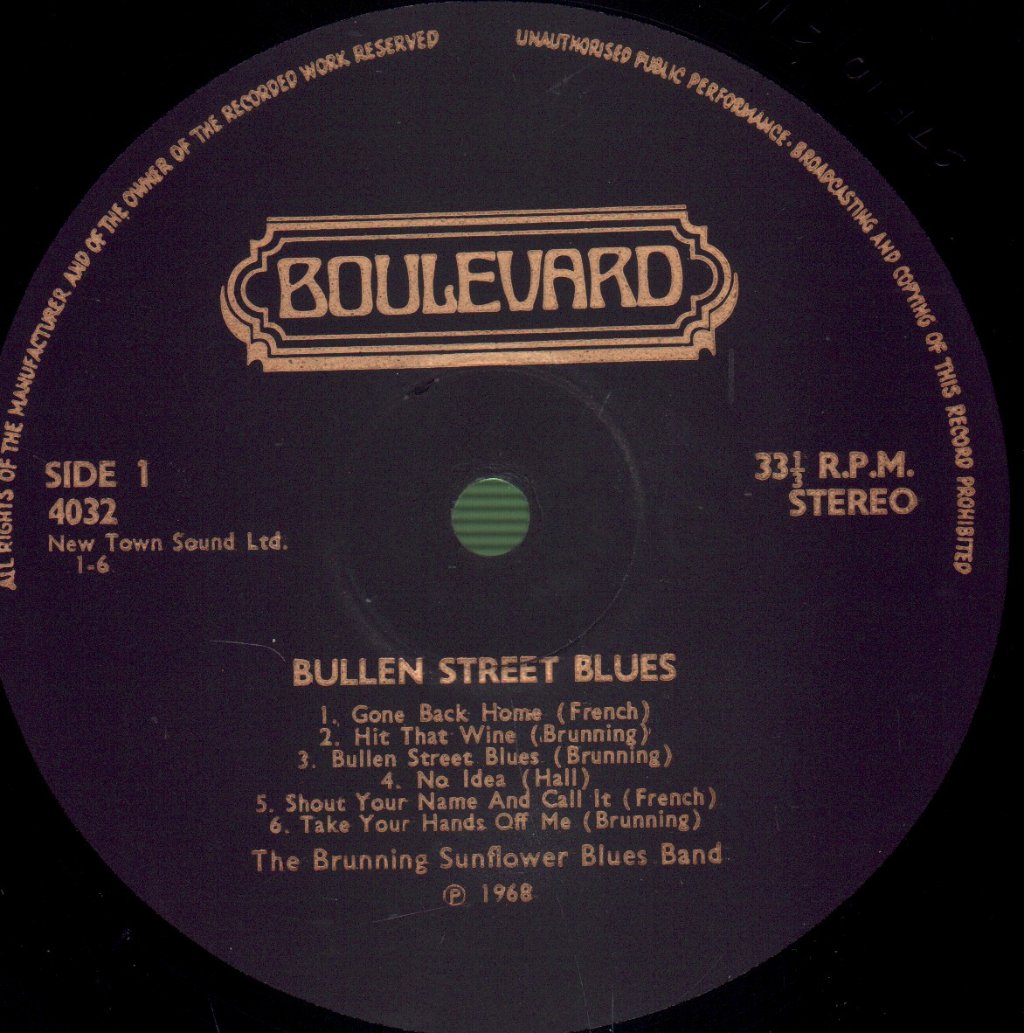 ALL RIGHTS OF THE MANUFACTURER AND OF THE OWNER OF THE RECORDED WORK RESERVED
UNAUTHORISED PUBLIC PERFORMANCE · BROADCASTING AND COPYING OF THIS RECORD PROHIBITED
BOULEVARD
SIDE 1
4032
New Town Sound Ltd.
1-6
33⅓ R.P.M.
STEREO
BULLEN STREET BLUES
1. Gone Back Home (French)
2. Hit That Wine (Brunning)
3. Bullen Street Blues (Brunning)
4. No Idea (Hall)
5. Shout Your Name And Call It (French)
6. Take Your Hands Off Me (Brunning)
The Brunning Sunflower Blues Band
℗ 1968